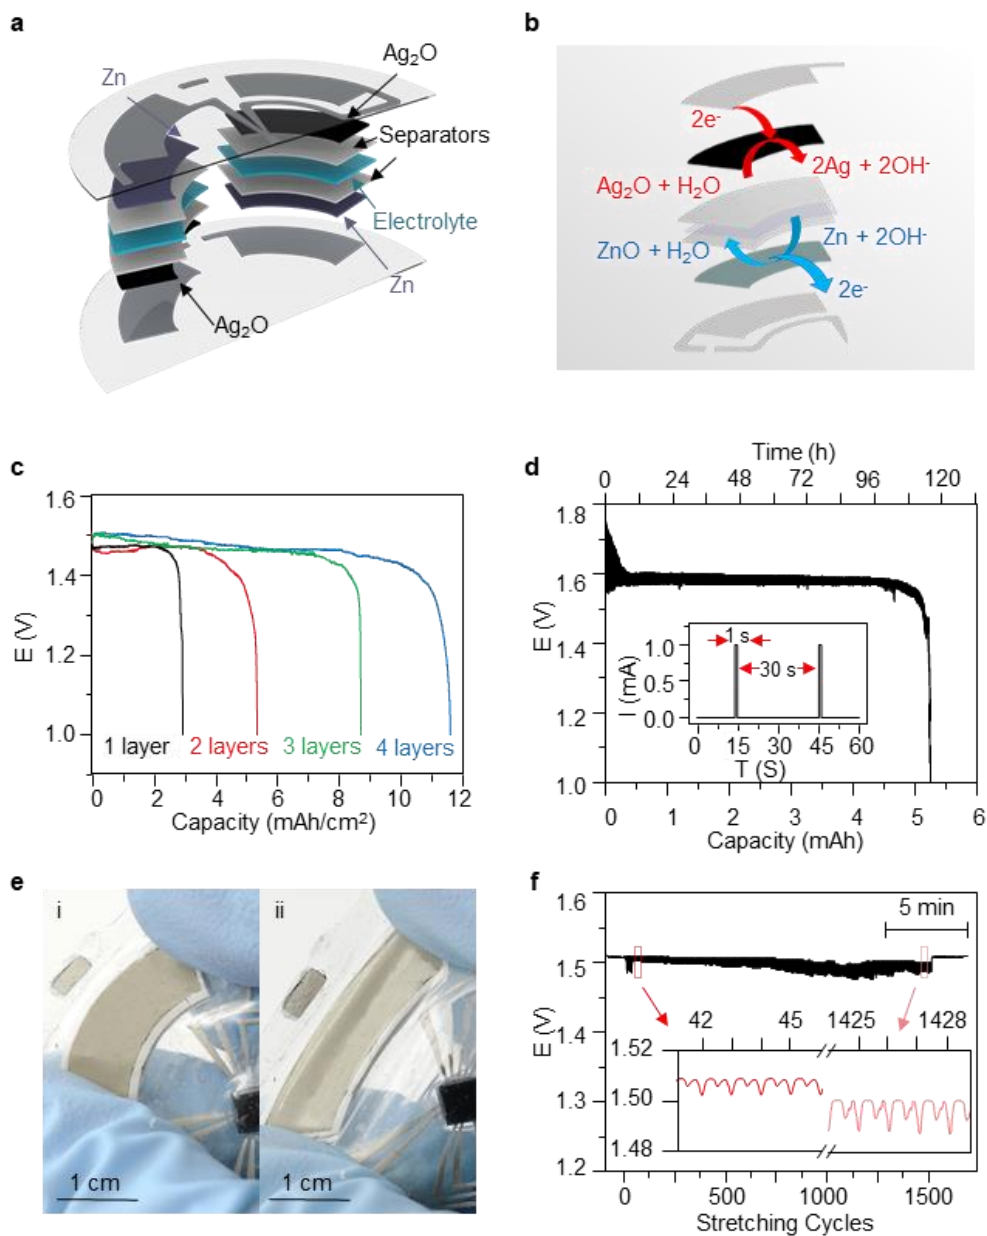 a
Zn
Ag₂O
Separators
Electrolyte
Zn
Ag₂O
b
2e⁻
2Ag + 2OH⁻
Ag₂O + H₂O
Zn + 2OH⁻
ZnO + H₂O
2e⁻
c
1.6
1.4
1.2
1.0
E (V)
1 layer
2 layers
3 layers
4 layers
0 2 4 6 8 10 12
Capacity (mAh/cm²)
d
Time (h)
0 24 48 72 96 120
1.8
1.6
1.4
1.2
1.0
E (V)
1 s
30 s
1.0
0.5
0.0
I (mA)
0 15 30 45 60
T (S)
0 1 2 3 4 5 6
Capacity (mAh)
e
i
ii
1 cm
1 cm
f
1.6
1.5
1.4
1.3
1.2
E (V)
5 min
42 45 1425 1428
1.52
1.50
1.48
0 500 1000 1500
Stretching Cycles